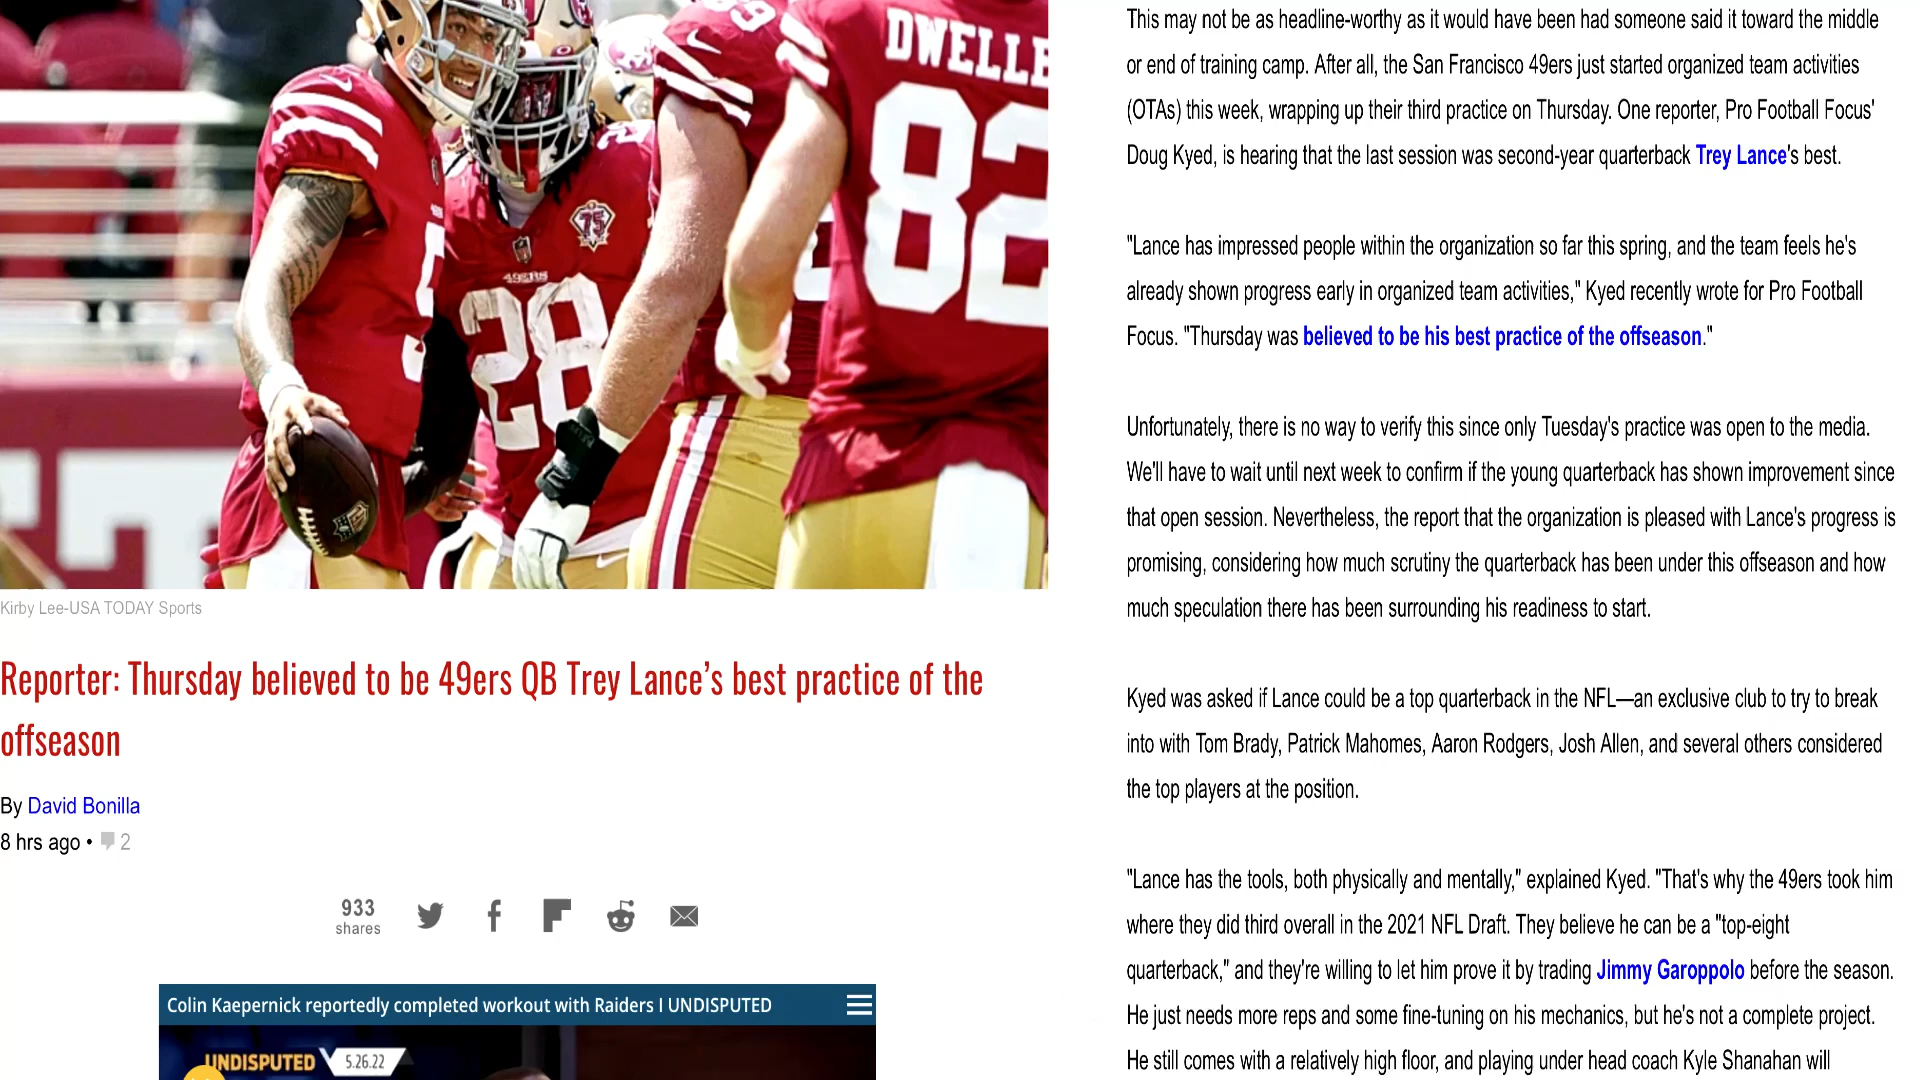 DWELLE
82
28
75
49ERS
5
Kirby Lee-USA TODAY Sports
Reporter: Thursday believed to be 49ers QB Trey Lance’s best practice of the
offseason
By David Bonilla
8 hrs ago • 2
933
shares
Colin Kaepernick reportedly completed workout with Raiders I UNDISPUTED
UNDISPUTED 5.26.22
This may not be as headline-worthy as it would have been had someone said it toward the middle
or end of training camp. After all, the San Francisco 49ers just started organized team activities
(OTAs) this week, wrapping up their third practice on Thursday. One reporter, Pro Football Focus'
Doug Kyed, is hearing that the last session was second-year quarterback Trey Lance's best.
"Lance has impressed people within the organization so far this spring, and the team feels he's
already shown progress early in organized team activities," Kyed recently wrote for Pro Football
Focus. "Thursday was believed to be his best practice of the offseason."
Unfortunately, there is no way to verify this since only Tuesday's practice was open to the media.
We'll have to wait until next week to confirm if the young quarterback has shown improvement since
that open session. Nevertheless, the report that the organization is pleased with Lance's progress is
promising, considering how much scrutiny the quarterback has been under this offseason and how
much speculation there has been surrounding his readiness to start.
Kyed was asked if Lance could be a top quarterback in the NFL—an exclusive club to try to break
into with Tom Brady, Patrick Mahomes, Aaron Rodgers, Josh Allen, and several others considered
the top players at the position.
"Lance has the tools, both physically and mentally," explained Kyed. "That's why the 49ers took him
where they did third overall in the 2021 NFL Draft. They believe he can be a "top-eight
quarterback," and they're willing to let him prove it by trading Jimmy Garoppolo before the season.
He just needs more reps and some fine-tuning on his mechanics, but he's not a complete project.
He still comes with a relatively high floor, and playing under head coach Kyle Shanahan will